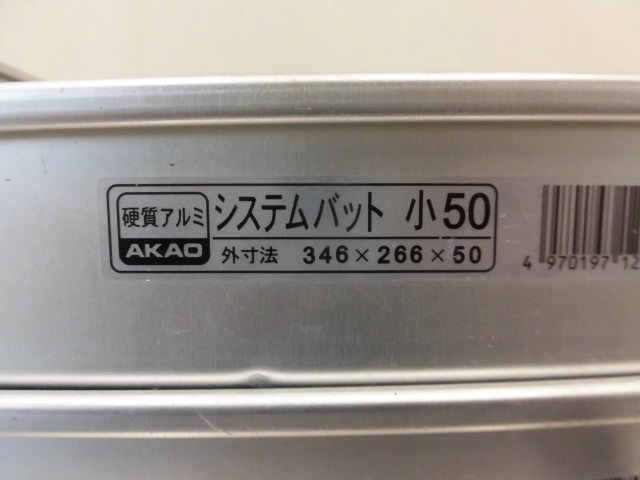 硬質アルミ
AKAO
システムバット 小50
外寸法 346×266×50
4 970197 12